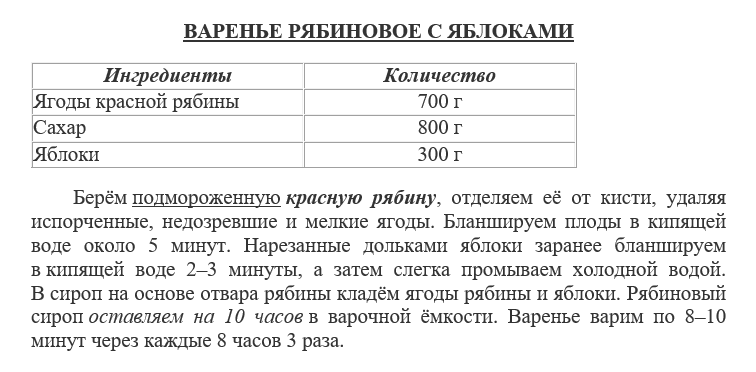 ВАРЕНЬЕ РЯБИНОВОЕ С ЯБЛОКАМИ
Ингредиенты Количество
Ягоды красной рябины 700 г
Сахар 800 г
Яблоки 300 г
Берём подмороженную красную рябину, отделяем её от кисти, удаляя
испорченные, недозревшие и мелкие ягоды. Бланшируем плоды в кипящей
воде около 5 минут. Нарезанные дольками яблоки заранее бланшируем
в кипящей воде 2–3 минуты, а затем слегка промываем холодной водой.
В сироп на основе отвара рябины кладём ягоды рябины и яблоки. Рябиновый
сироп оставляем на 10 часов в варочной ёмкости. Варенье варим по 8–10
минут через каждые 8 часов 3 раза.